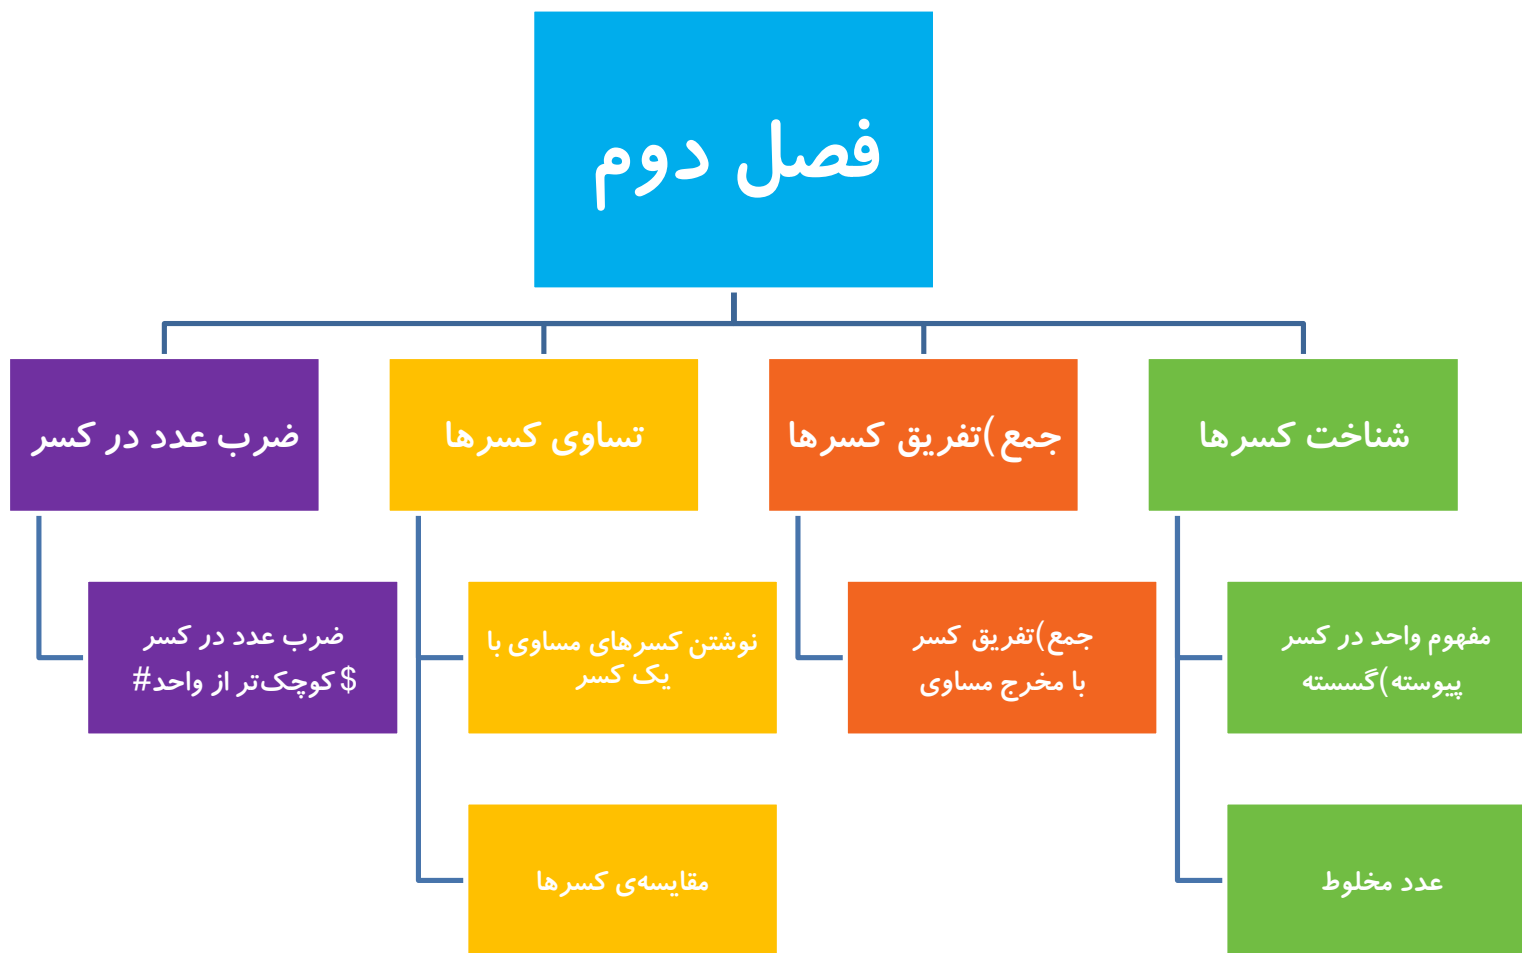 فصل دوم
شناخت کسرها
جمع)تفریق کسرها
تساوی کسرها
ضرب عدد در کسر
مفهوم واحد در کسر
پیوسته)گسسته
جمع)تفریق کسر
با مخرج مساوی
نوشتن کسرهای مساوی با
یک کسر
ضرب عدد در کسر
$ کوچک‌تر از واحد#
عدد مخلوط
مقایسه‌ی کسرها